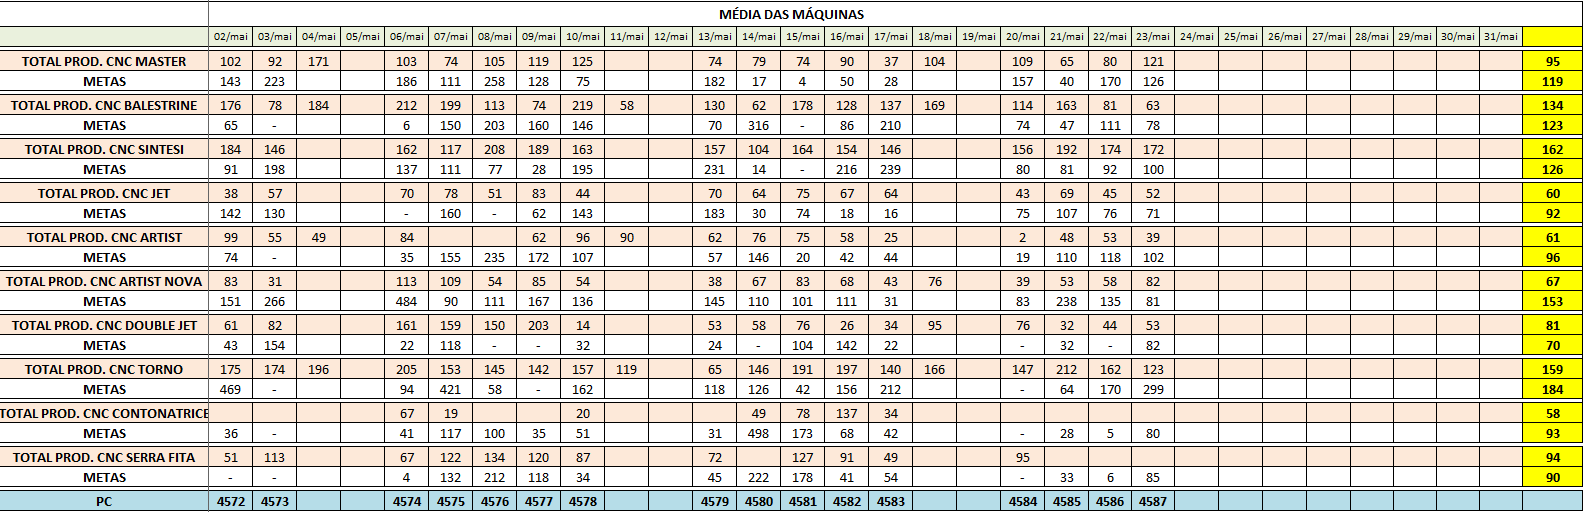 MÉDIA DAS MÁQUINAS
02/mai 03/mai 04/mai 05/mai 06/mai 07/mai 08/mai 09/mai 10/mai 11/mai 12/mai 13/mai 14/mai 15/mai 16/mai 17/mai 18/mai 19/mai 20/mai 21/mai 22/mai 23/mai 24/mai 25/mai 26/mai 27/mai 28/mai 29/mai 30/mai 31/mai
TOTAL PROD. CNC MASTER 102 92 171 103 74 105 119 125 74 79 74 90 37 104 109 65 80 121 95
METAS 143 223 186 111 258 128 75 182 17 4 50 28 157 40 170 126 119
TOTAL PROD. CNC BALESTRINE 176 78 184 212 199 113 74 219 58 130 62 178 128 137 169 114 163 81 63 134
METAS 65 - 6 150 203 160 146 70 316 - 86 210 74 47 111 78 123
TOTAL PROD. CNC SINTESI 184 146 162 117 208 189 163 157 104 164 154 146 156 192 174 172 162
METAS 91 198 137 111 77 28 195 231 14 - 216 239 80 81 92 100 126
TOTAL PROD. CNC JET 38 57 70 78 51 83 44 70 64 75 67 64 43 69 45 52 60
METAS 142 130 - 160 - 62 143 183 30 74 18 16 75 107 76 71 92
TOTAL PROD. CNC ARTIST 99 55 49 84 62 96 90 62 76 75 58 25 2 48 53 39 61
METAS 74 - 35 155 235 172 107 57 146 20 42 44 19 110 118 102 96
TOTAL PROD. CNC ARTIST NOVA 83 31 113 109 54 85 54 38 67 83 68 43 76 39 53 58 82 67
METAS 151 266 484 90 111 167 136 145 110 101 111 31 83 238 135 81 153
TOTAL PROD. CNC DOUBLE JET 61 82 161 159 150 203 14 53 58 76 26 34 95 76 32 44 53 81
METAS 43 154 22 118 - - 32 24 - 104 142 22 - 32 - 82 70
TOTAL PROD. CNC TORNO 175 174 196 205 153 145 142 157 119 65 146 191 197 140 166 147 212 162 123 159
METAS 469 - 94 421 58 - 162 118 126 42 156 212 - 64 170 299 184
TOTAL PROD. CNC CONTONATRICE 67 19 20 49 78 137 34 58
METAS 36 - 41 117 100 35 51 31 498 173 68 42 - 28 5 80 93
TOTAL PROD. CNC SERRA FITA 51 113 67 122 134 120 87 72 127 91 49 95 94
METAS - - 4 132 212 118 34 45 222 178 41 54 - 33 6 85 90
PC 4572 4573 4574 4575 4576 4577 4578 4579 4580 4581 4582 4583 4584 4585 4586 4587